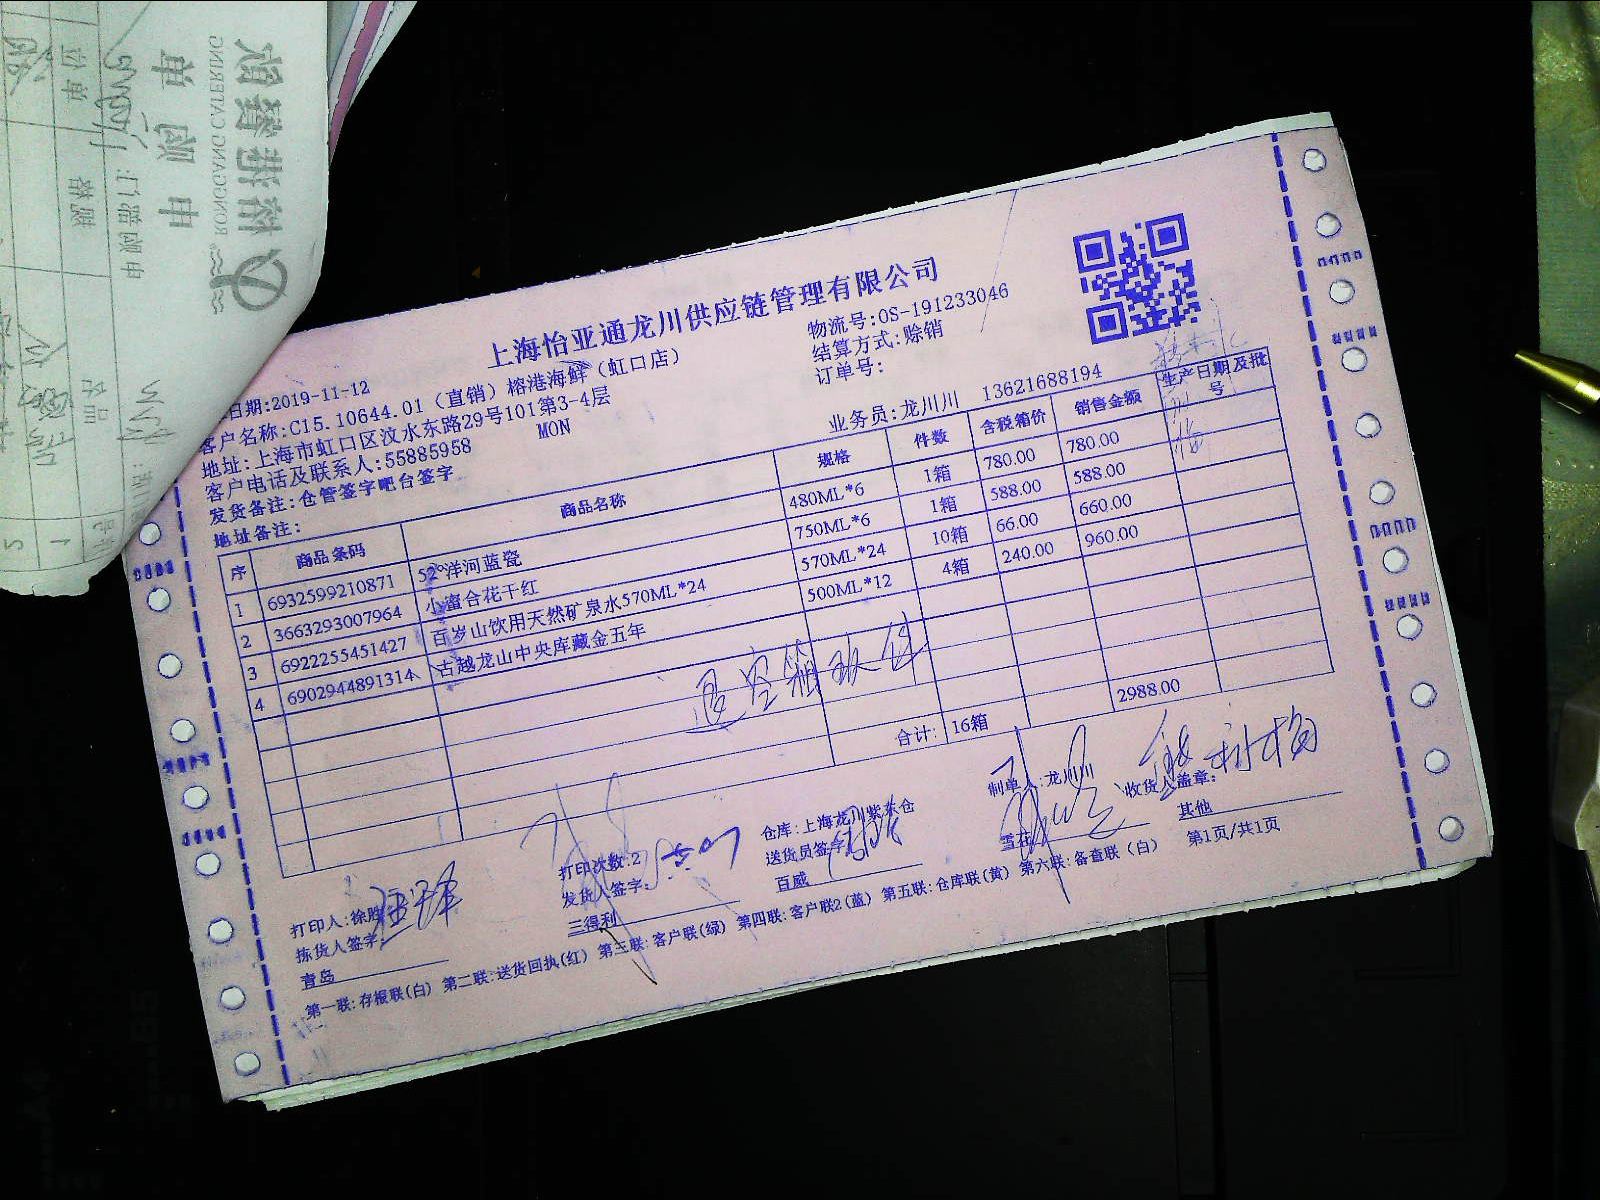 上海怡亚通龙川供应链管理有限公司
日期:2019-11-12
物流号:OS-191233046
客户名称:C15.10644.01（直销）榕港海鲜（虹口店）
结算方式:赊销
地址:上海市虹口区汶水东路29号101第3-4层
订单号:
客户电话及联系人:55885958 MON
业务员:龙川川 13621688194
发货备注:仓管签字吧台签字
地址备注:
序 商品条码 商品名称 规格 件数 含税箱价 销售金额 生产日期及批号
1 6932599210871 52°洋河蓝瓷 480ML*6 1箱 780.00 780.00
2 3663293007964 小蜜合花干红 750ML*6 1箱 588.00 588.00
3 6922255451427 百岁山饮用天然矿泉水570ML*24 570ML*24 10箱 66.00 660.00
4 6902944891314 古越龙山中央库藏金五年 500ML*12 4箱 240.00 960.00
退空箱
合计: 16箱 2988.00
打印人:徐胜 打印次数:2 仓库:上海龙川紫东仓 制单人:龙川川 收货人盖章:
拣货人签字: 发货人签字: 送货员签字:
青岛 三得利 百威 雪花 其他
第一联:存根联(白) 第二联:送货回执(红) 第三联:客户联(绿) 第四联:客户联2(蓝) 第五联:仓库联(黄) 第六联:备查联(白) 第1页/共1页
RONGGANG CATERING
申领单
申领部门: